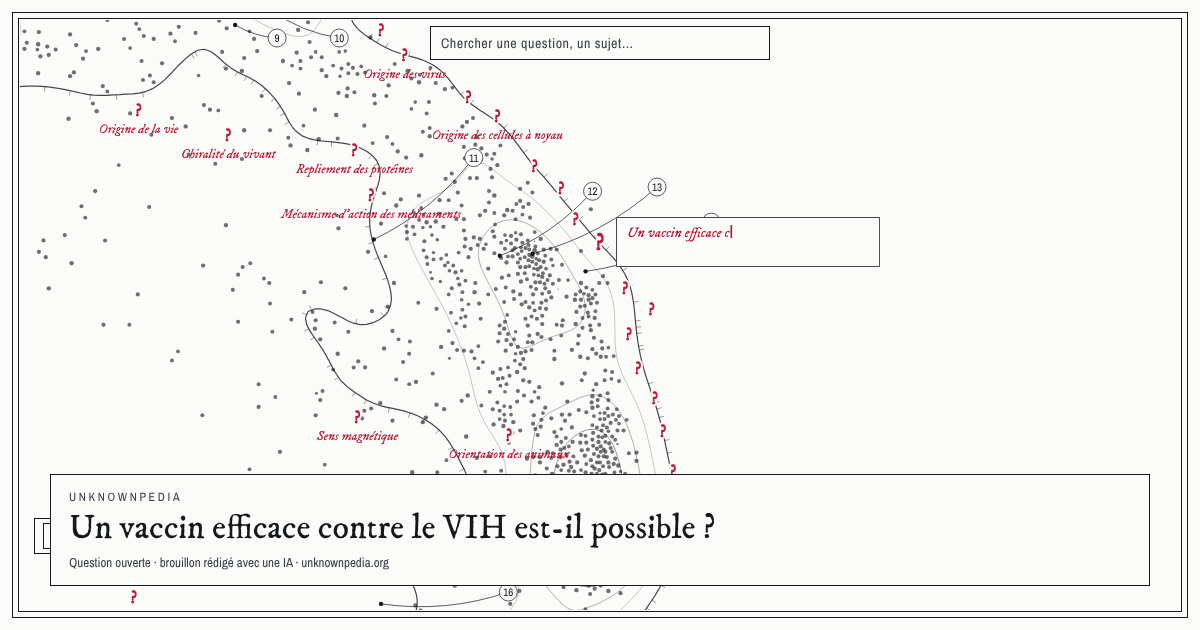 9
10
Chercher une question, un sujet...
?
?
Origine des virus
?
?
Origine de la vie
?
Chiralité du vivant
?
Origine des cellules à noyau
?
Repliement des protéines
11
?
?
Mécanisme d'action des médicaments
?
12
13
?
?
Un vaccin efficace c
?
?
?
?
?
?
Sens magnétique
?
?
Orientation des animaux
?
UNKNOWNPEDIA
Un vaccin efficace contre le VIH est-il possible ?
Question ouverte · brouillon rédigé avec une IA · unknownpedia.org
?
16